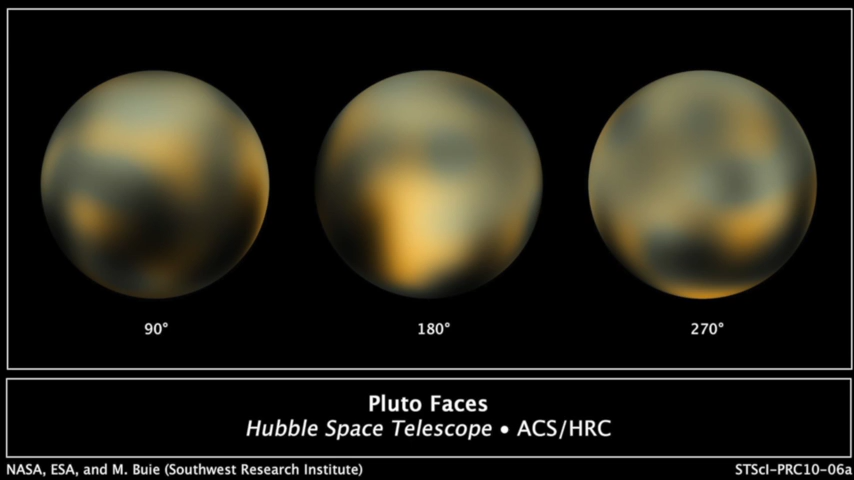 90° 180° 270°
Pluto Faces
Hubble Space Telescope • ACS/HRC
NASA, ESA, and M. Buie (Southwest Research Institute) STScI-PRC10-06a